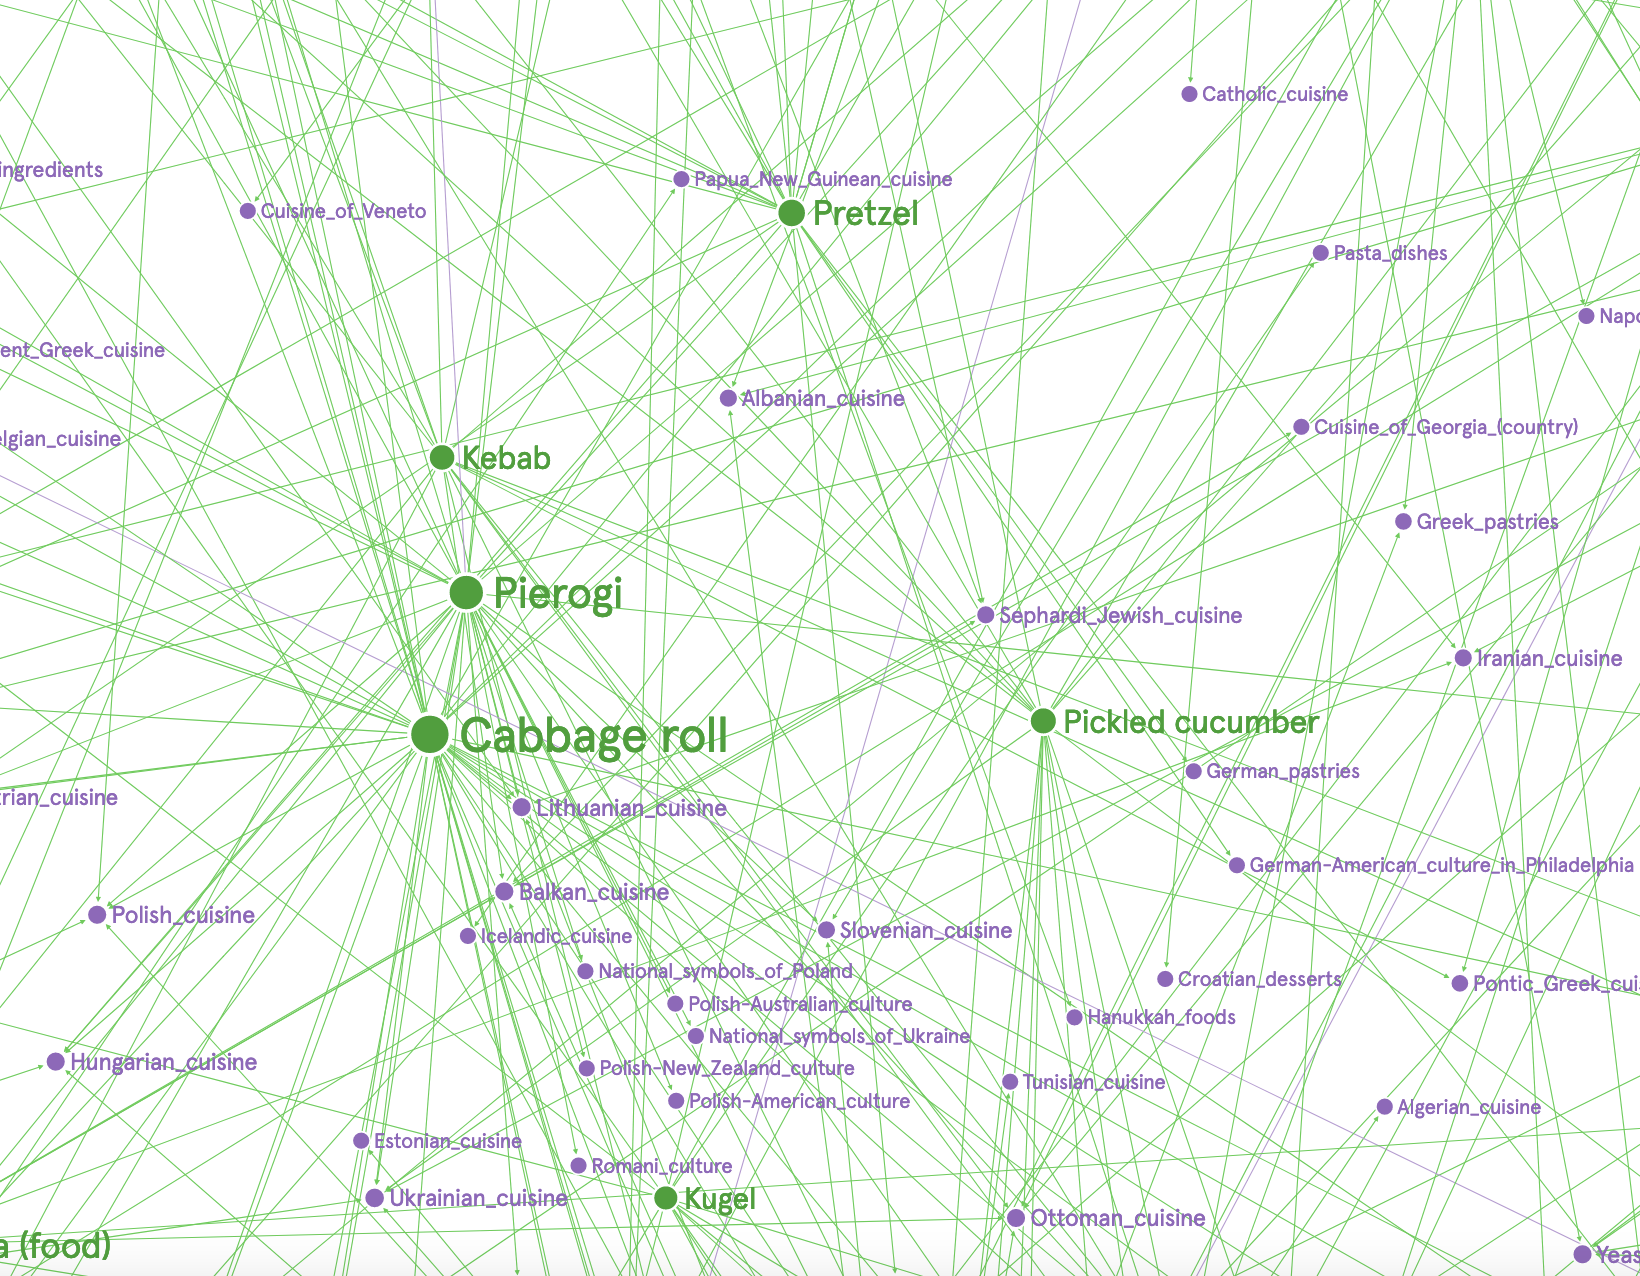 Catholic_cuisine
ingredients
Papua_New_Guinean_cuisine
Cuisine_of_Veneto
Pretzel
Pasta_dishes
Napo
ent_Greek_cuisine
Albanian_cuisine
Cuisine_of_Georgia_(country)
elgian_cuisine
Kebab
Greek_pastries
Pierogi
Sephardi_Jewish_cuisine
Iranian_cuisine
Pickled cucumber
Cabbage roll
German_pastries
trian_cuisine
Lithuanian_cuisine
German-American_culture_in_Philadelphia
Balkan_cuisine
Polish_cuisine
Slovenian_cuisine
Icelandic_cuisine
National_symbols_of_Poland
Croatian_desserts
Pontic_Greek_cui
Polish-Australian_culture
Hanukkah_foods
National_symbols_of_Ukraine
Hungarian_cuisine
Polish-New_Zealand_culture
Tunisian_cuisine
Polish-American_culture
Algerian_cuisine
Estonian_cuisine
Romani_culture
Ukrainian_cuisine
Kugel
Ottoman_cuisine
a (food)
Yeas